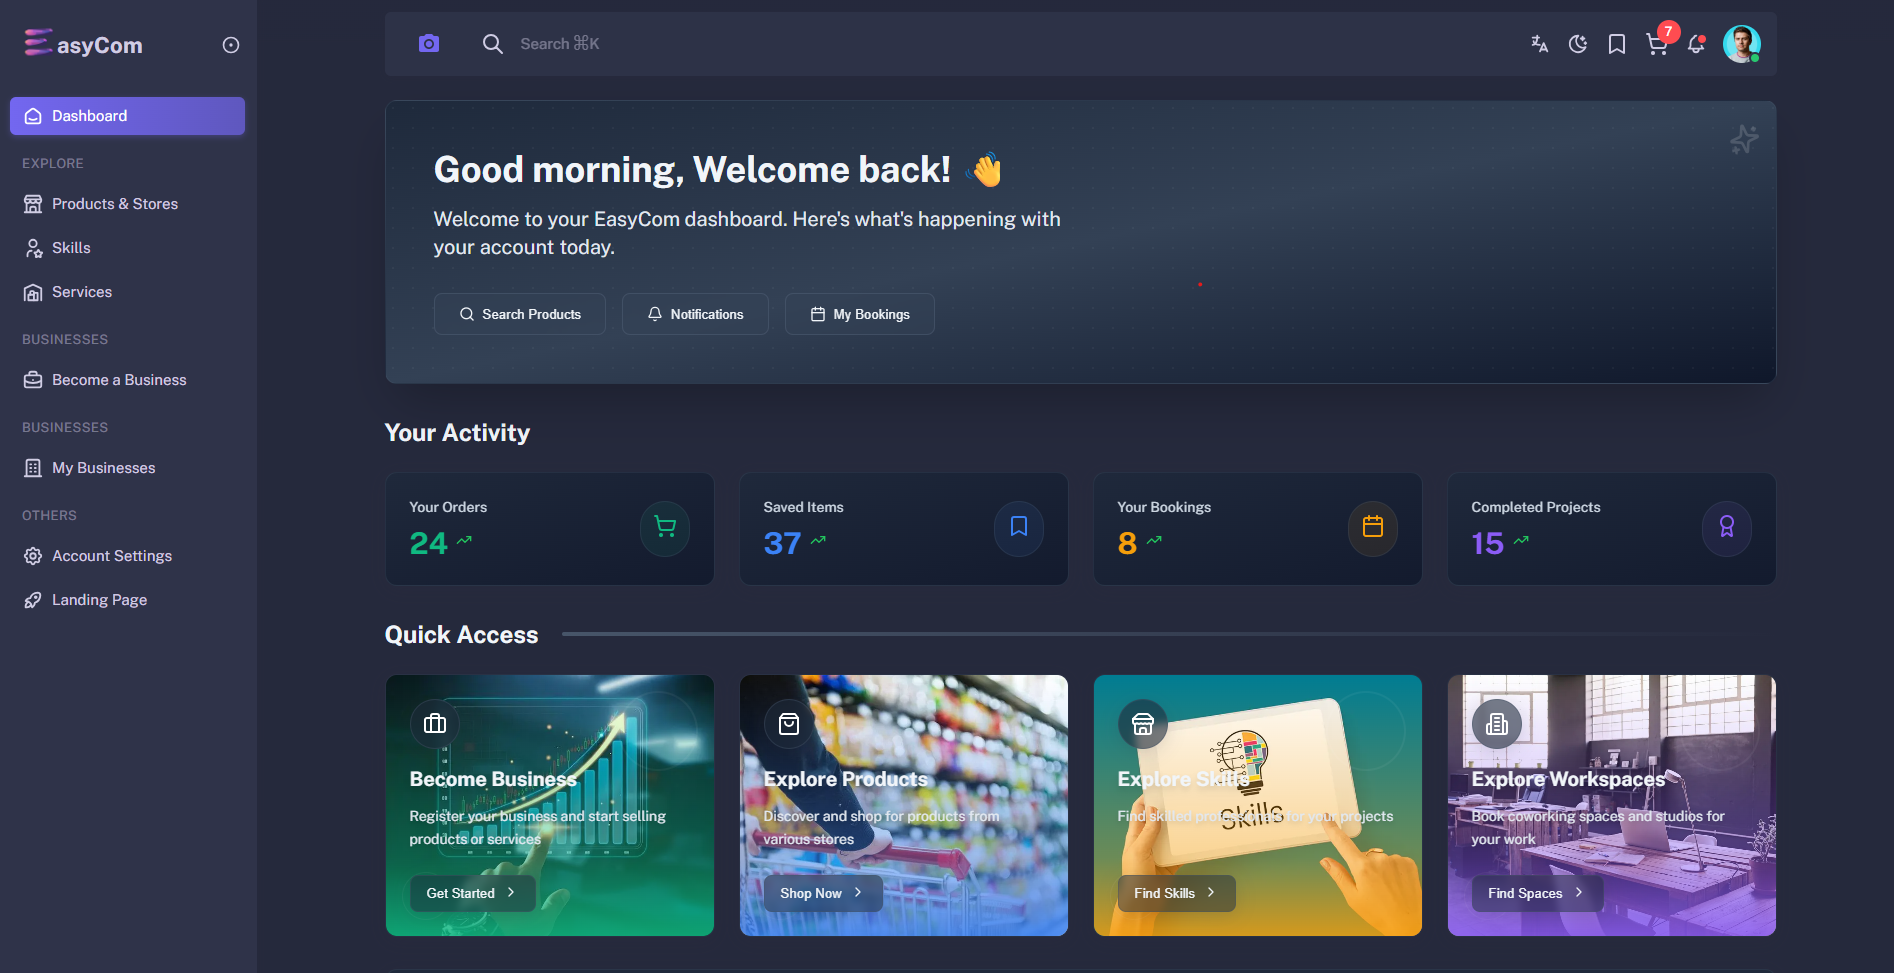 EasyCom
Search ⌘K
7
Dashboard
EXPLORE
Products & Stores
Skills
Services
BUSINESSES
Become a Business
BUSINESSES
My Businesses
OTHERS
Account Settings
Landing Page
Good morning, Welcome back! 👋
Welcome to your EasyCom dashboard. Here's what's happening with
your account today.
Search Products
Notifications
My Bookings
Your Activity
Your Orders
24
Saved Items
37
Your Bookings
8
Completed Projects
15
Quick Access
Become Business
Register your business and start selling
products or services
Get Started
Explore Products
Discover and shop for products from
various stores
Shop Now
Explore Skills
Find skilled professionals for your projects
Skills
Find Skills
Explore Workspaces
Book coworking spaces and studios for
your work
Find Spaces